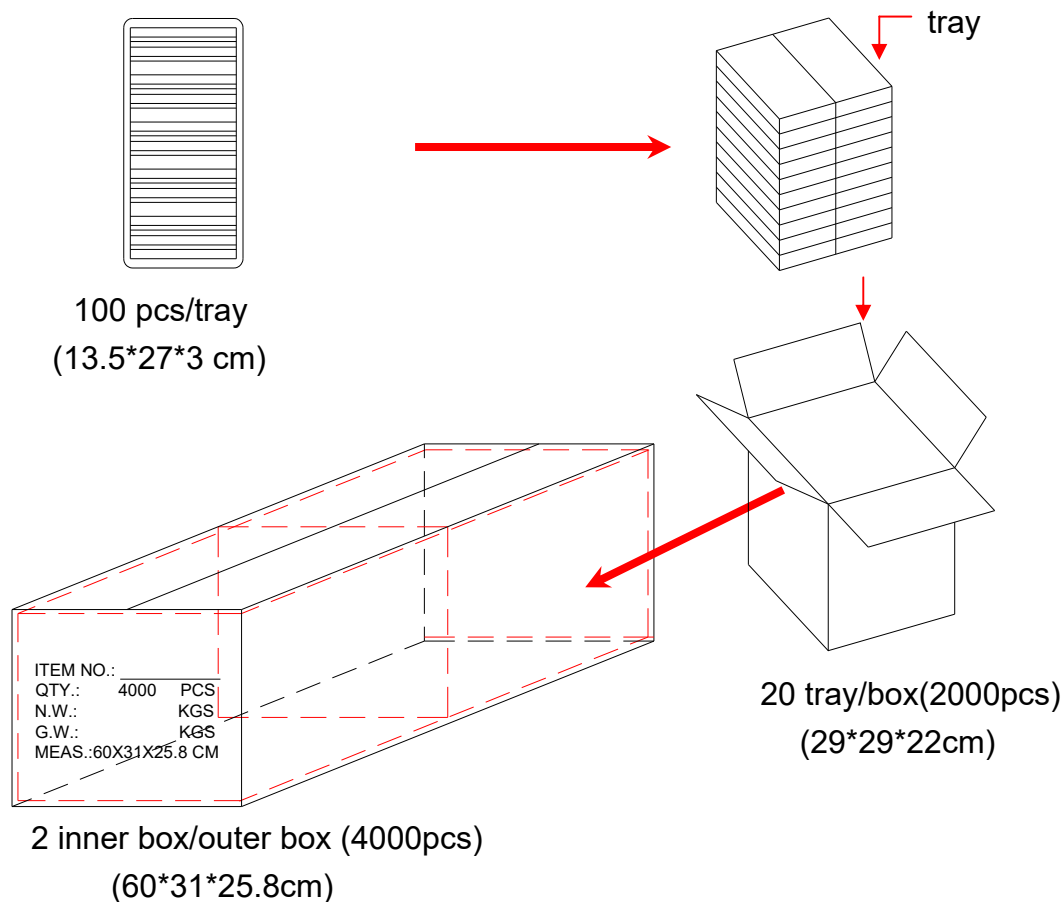 tray
100 pcs/tray
(13.5*27*3 cm)
ITEM NO.:
QTY.: 4000 PCS
N.W.: KGS
G.W.: KGS
MEAS.:60X31X25.8 CM
20 tray/box(2000pcs)
(29*29*22cm)
2 inner box/outer box (4000pcs)
(60*31*25.8cm)